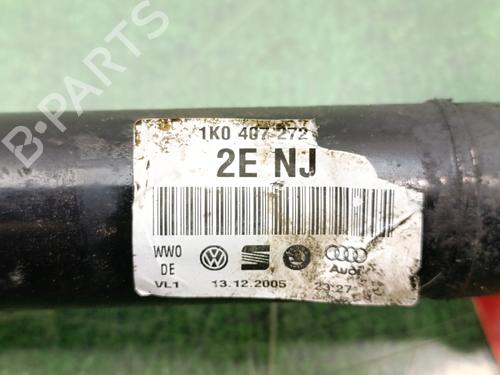 B-PARTS
1K0 407 272
2E NJ
WWO
DE
Audi
VL1 13.12.2005 23:27